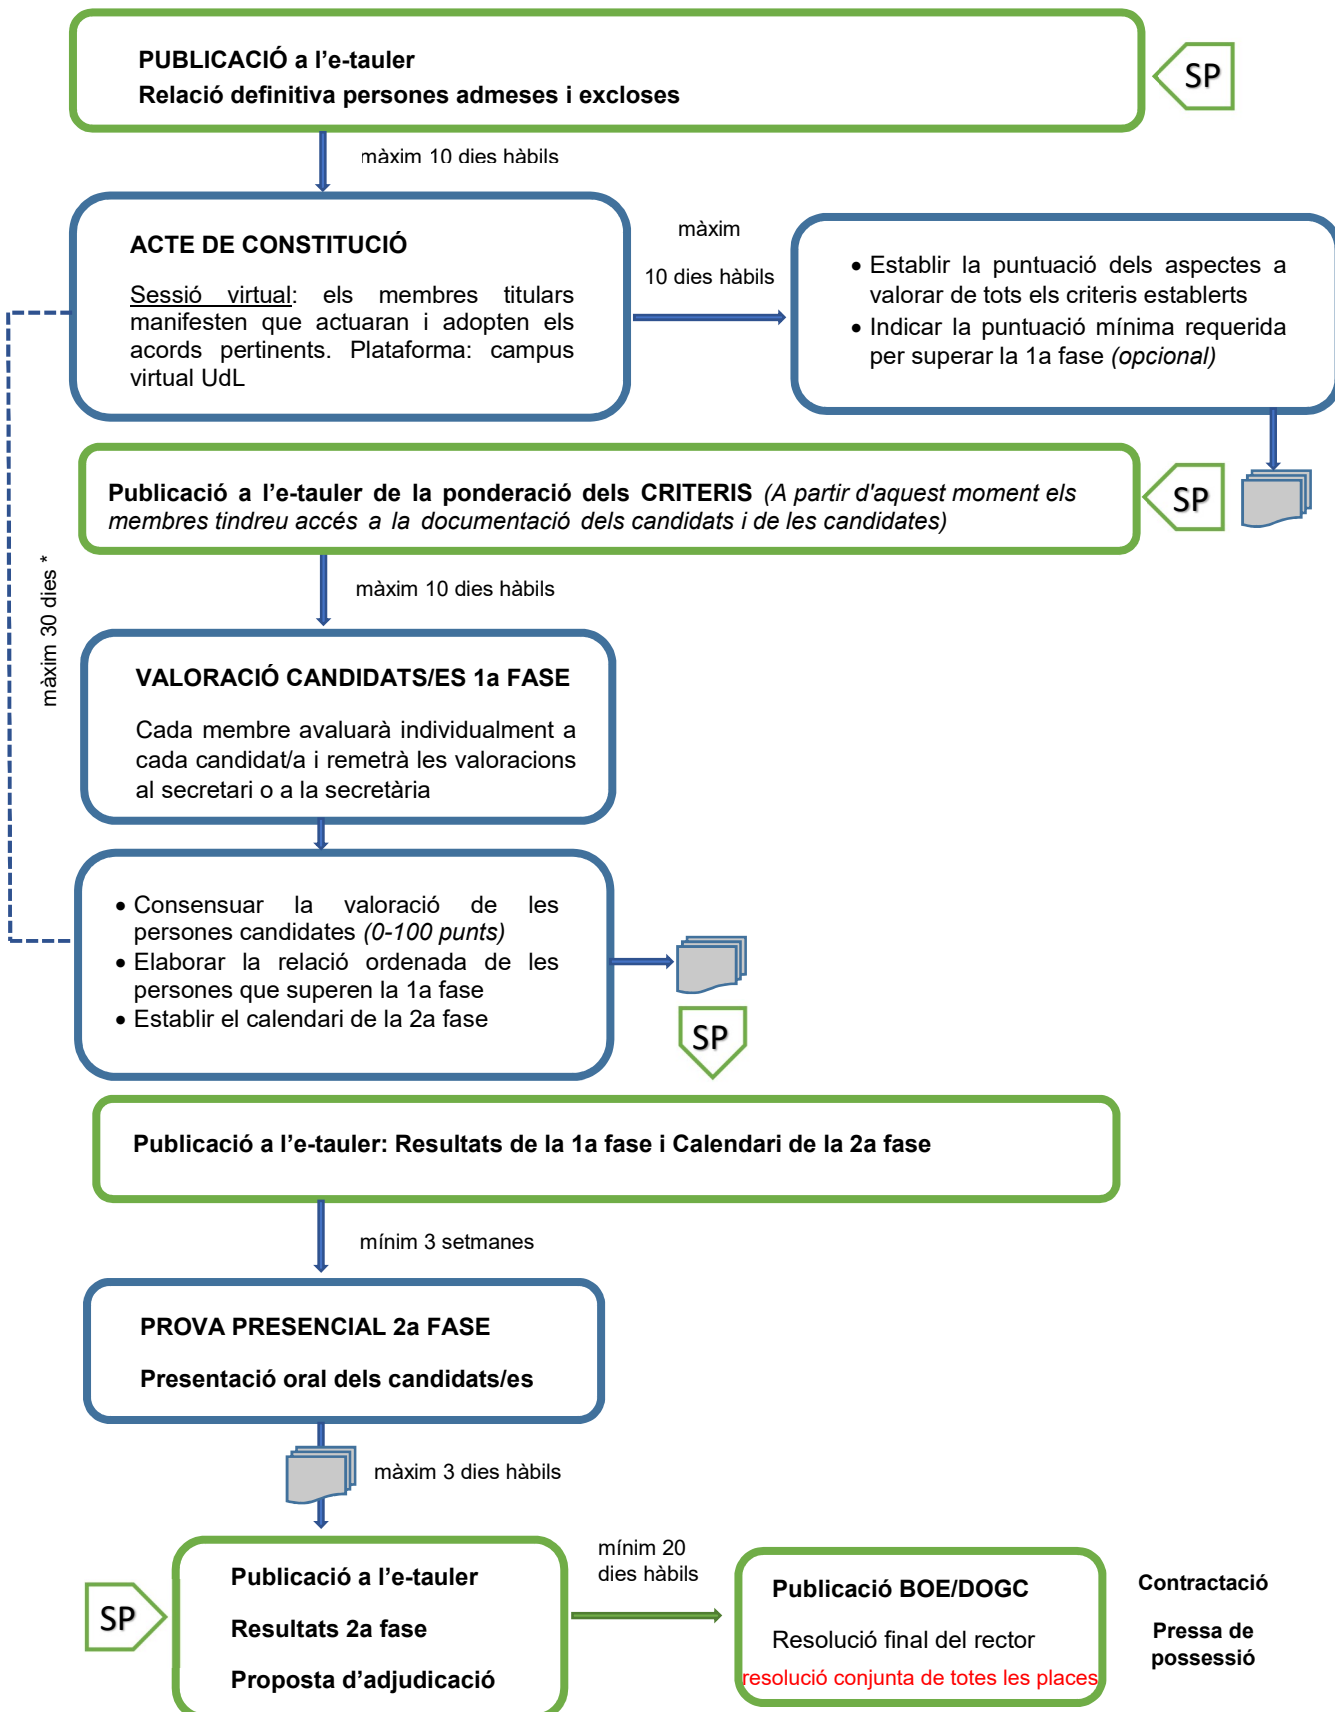 PUBLICACIÓ a l'e-tauler
Relació definitiva persones admeses i excloses
SP
màxim 10 dies hàbils
ACTE DE CONSTITUCIÓ
Sessió virtual: els membres titulars
manifesten que actuaran i adopten els
acords pertinents. Plataforma: campus
virtual UdL
màxim
10 dies hàbils
• Establir la puntuació dels aspectes a
valorar de tots els criteris establerts
• Indicar la puntuació mínima requerida
per superar la 1a fase (opcional)
Publicació a l'e-tauler de la ponderació dels CRITERIS (A partir d'aquest moment els
membres tindreu accés a la documentació dels candidats i de les candidates)
SP
màxim 30 dies *
màxim 10 dies hàbils
VALORACIÓ CANDIDATS/ES 1a FASE
Cada membre avaluarà individualment a
cada candidat/a i remetrà les valoracions
al secretari o a la secretària
• Consensuar la valoració de les
persones candidates (0-100 punts)
• Elaborar la relació ordenada de les
persones que superen la 1a fase
• Establir el calendari de la 2a fase
SP
Publicació a l'e-tauler: Resultats de la 1a fase i Calendari de la 2a fase
mínim 3 setmanes
PROVA PRESENCIAL 2a FASE
Presentació oral dels candidats/es
màxim 3 dies hàbils
SP
Publicació a l'e-tauler
Resultats 2a fase
Proposta d'adjudicació
mínim 20
dies hàbils
Publicació BOE/DOGC
Resolució final del rector
resolució conjunta de totes les places
Contractació
Pressa de
possessió